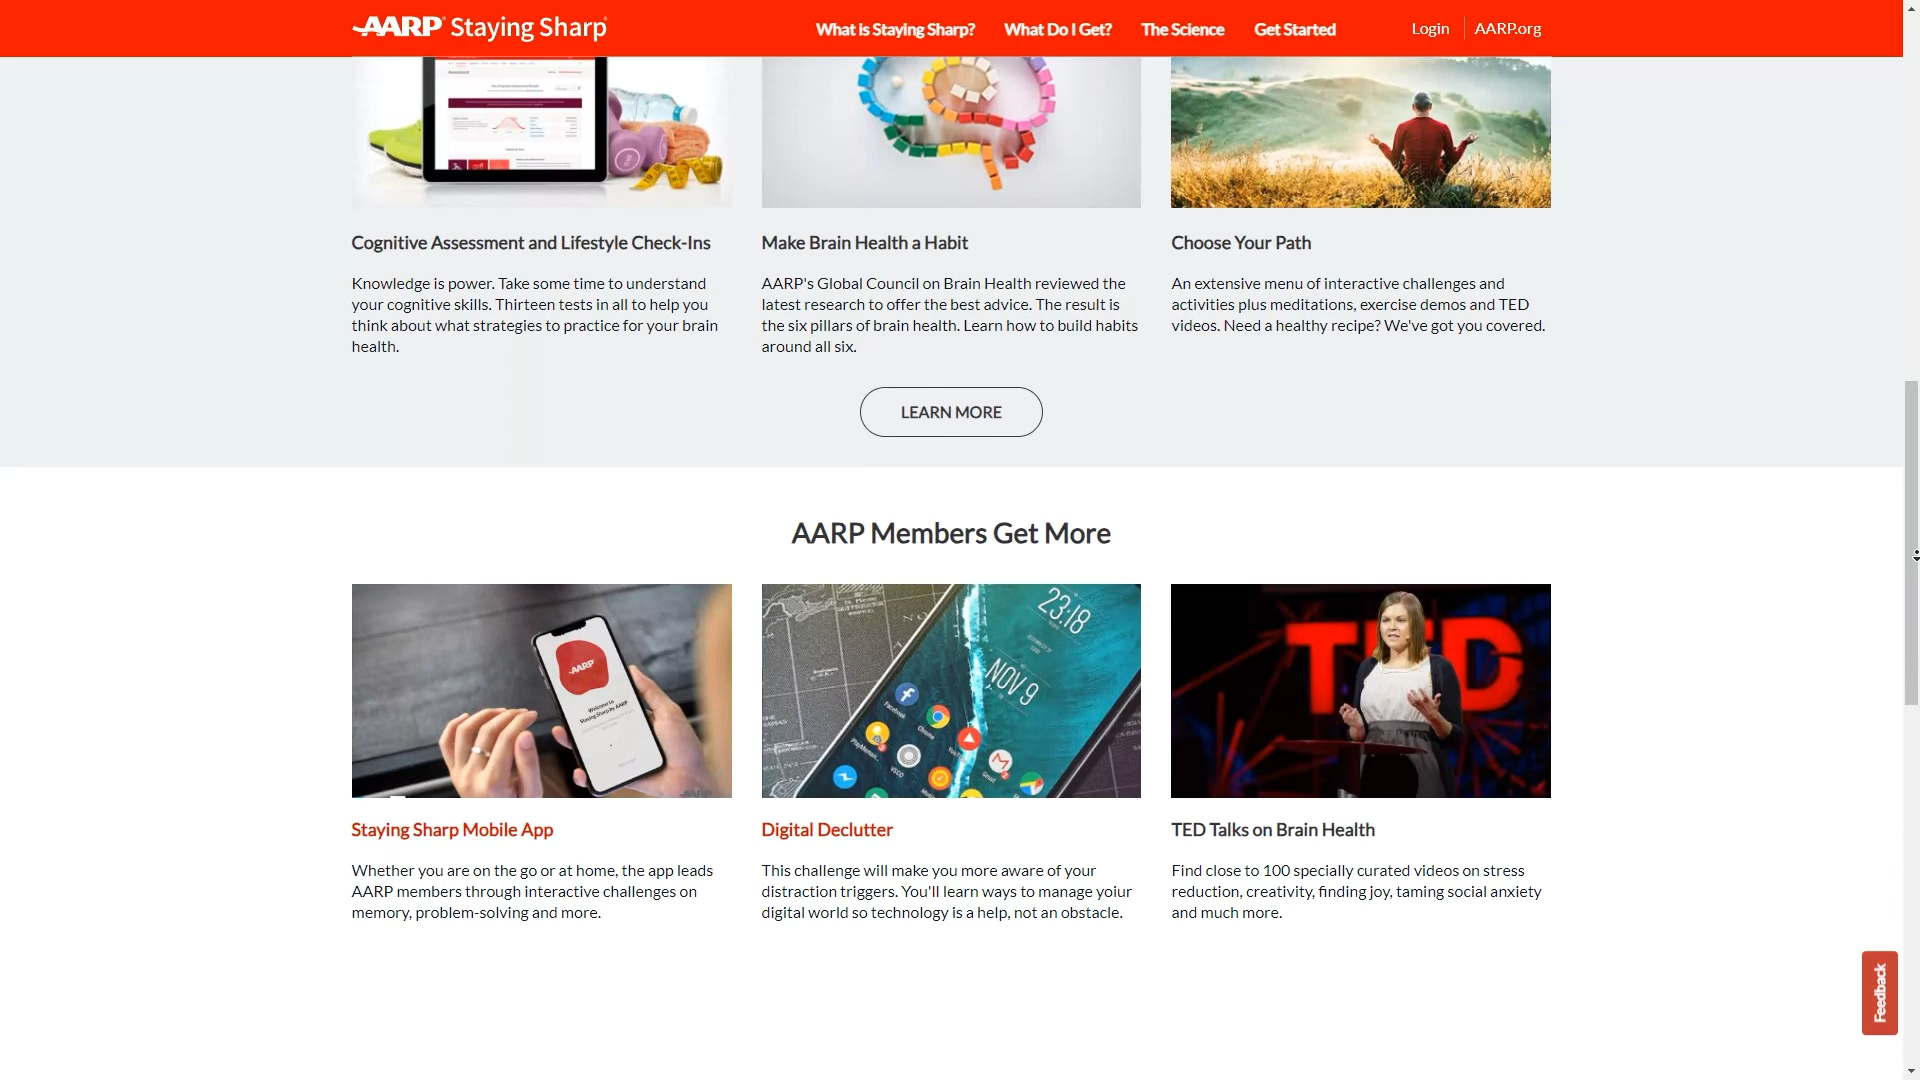 AARP Staying Sharp
What is Staying Sharp?
What Do I Get?
The Science
Get Started
Login
AARP.org
Cognitive Assessment and Lifestyle Check-Ins
Knowledge is power. Take some time to understand
your cognitive skills. Thirteen tests in all to help you
think about what strategies to practice for your brain
health.
Make Brain Health a Habit
AARP's Global Council on Brain Health reviewed the
latest research to offer the best advice. The result is
the six pillars of brain health. Learn how to build habits
around all six.
Choose Your Path
An extensive menu of interactive challenges and
activities plus meditations, exercise demos and TED
videos. Need a healthy recipe? We've got you covered.
LEARN MORE
AARP Members Get More
AARP
Welcome to
Staying Sharp by AARP
23:18
NOV 9
Facebook
Chrome
VSCO
Gmail
TED
Staying Sharp Mobile App
Whether you are on the go or at home, the app leads
AARP members through interactive challenges on
memory, problem-solving and more.
Digital Declutter
This challenge will make you more aware of your
distraction triggers. You'll learn ways to manage yoiur
digital world so technology is a help, not an obstacle.
TED Talks on Brain Health
Find close to 100 specially curated videos on stress
reduction, creativity, finding joy, taming social anxiety
and much more.
Feedback